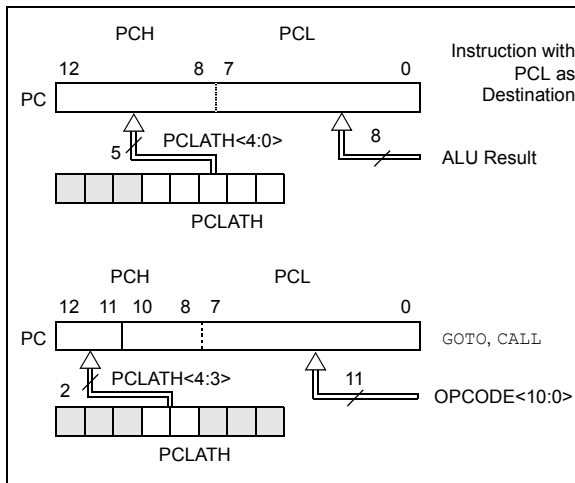 PCH PCL
12 8 7 0
Instruction with
PCL as
Destination
PC
5 PCLATH<4:0> 8
ALU Result
PCLATH
PCH PCL
12 11 10 8 7 0
PC GOTO, CALL
2 PCLATH<4:3> 11
OPCODE<10:0>
PCLATH